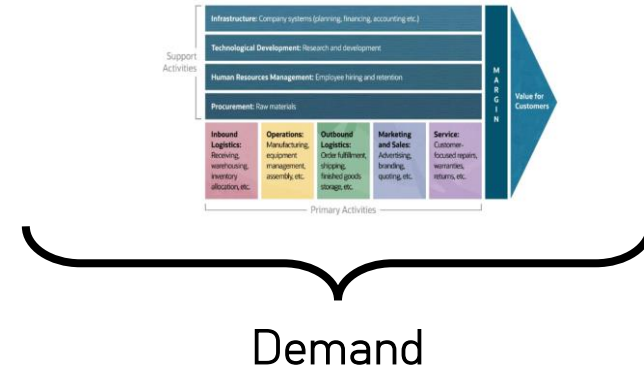 Infrastructure: Company systems (planning, financing, accounting etc.)
Technological Development: Research and development
Support
Activities
Human Resources Management: Employee hiring and retention
Procurement: Raw materials
MARGIN
Value for
Customers
Inbound
Logistics:
Receiving,
warehousing,
inventory
allocation, etc.
Operations:
Manufacturing,
equipment
management,
assembly, etc.
Outbound
Logistics:
Order fulfillment,
shipping,
finished goods
storage, etc.
Marketing
and Sales:
Advertising,
branding,
quoting, etc.
Service:
Customer-
focused repairs,
warranties,
returns, etc.
Primary Activities
Demand